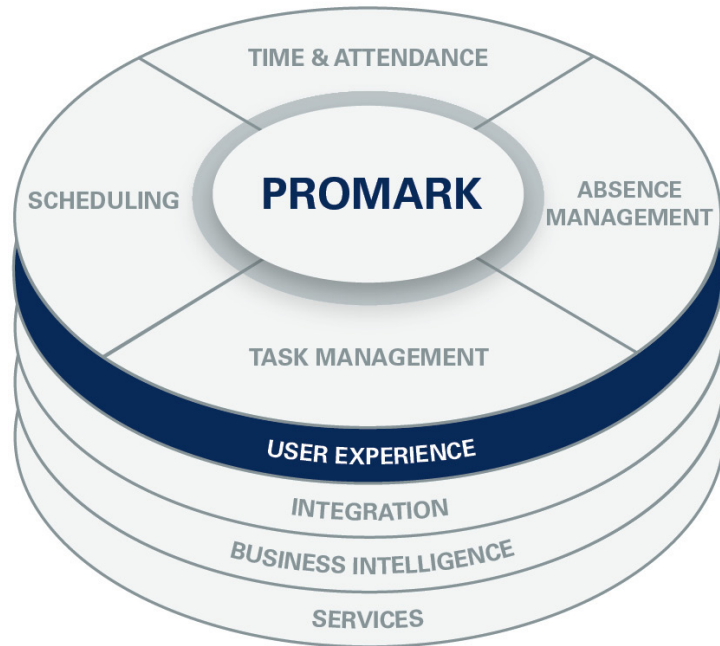 TIME & ATTENDANCE
SCHEDULING
PROMARK
ABSENCE
MANAGEMENT
TASK MANAGEMENT
USER EXPERIENCE
INTEGRATION
BUSINESS INTELLIGENCE
SERVICES